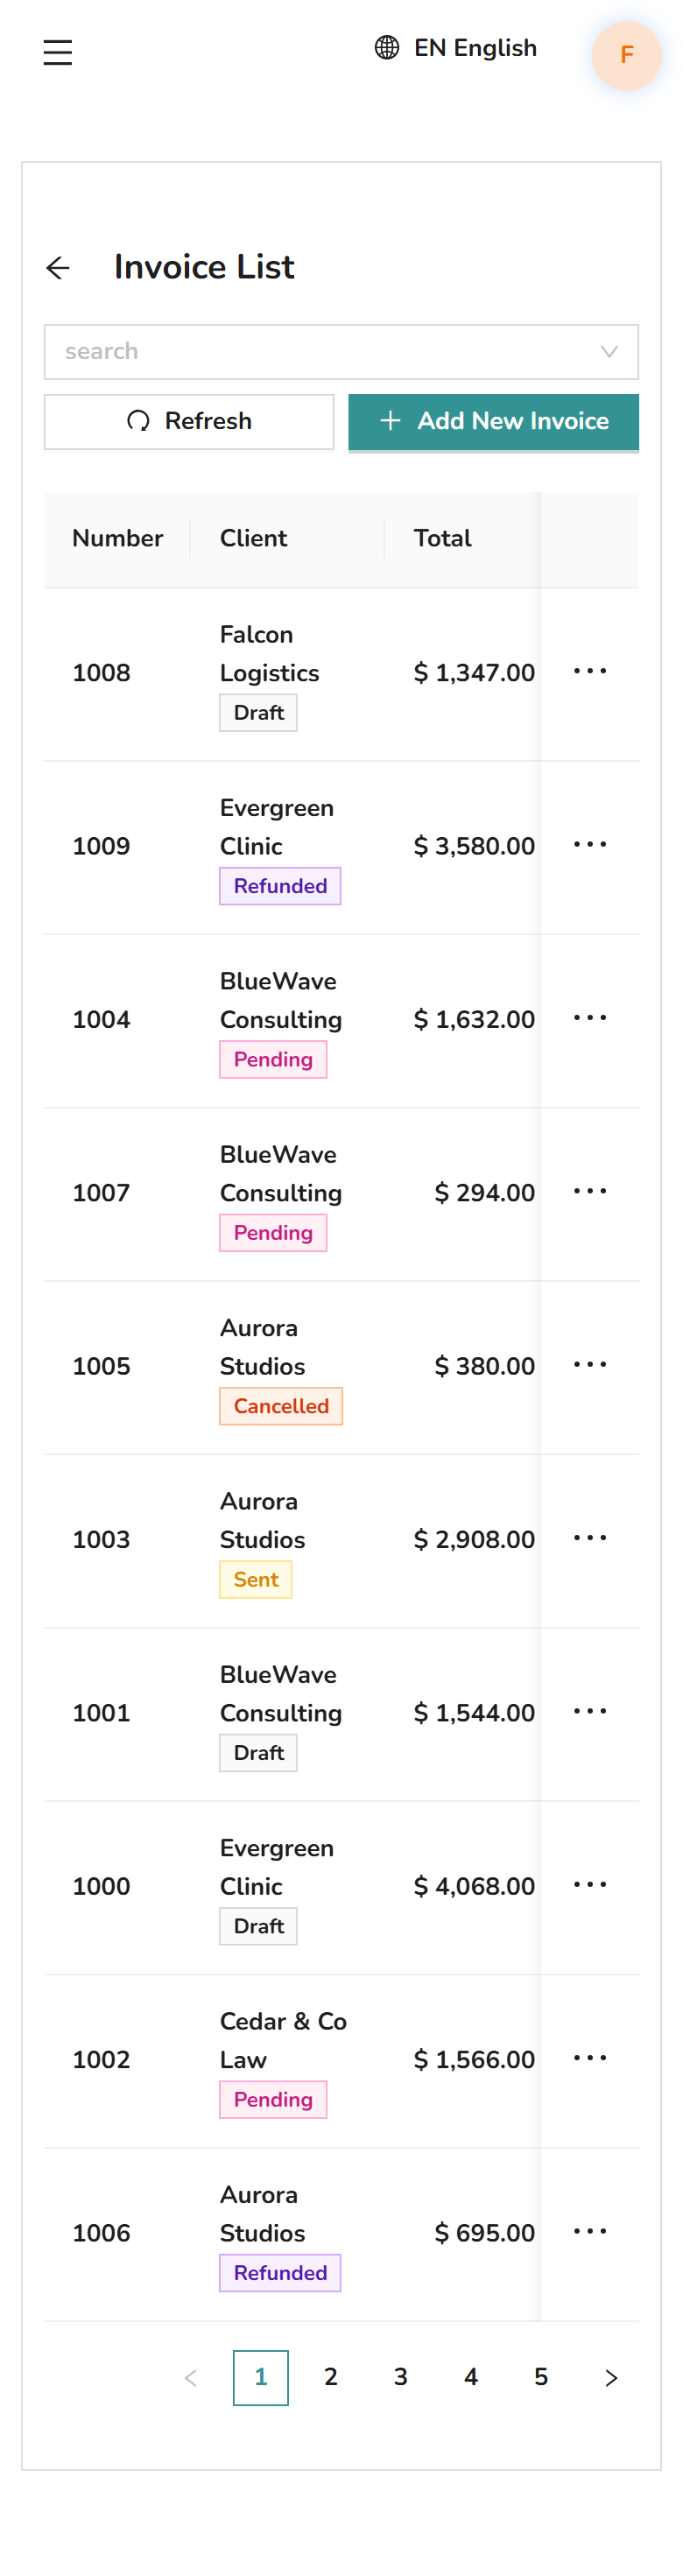 EN English
F
Invoice List
search
Refresh
Add New Invoice
Number Client Total
Falcon
1008 Logistics $ 1,347.00
Draft
Evergreen
1009 Clinic $ 3,580.00
Refunded
BlueWave
1004 Consulting $ 1,632.00
Pending
BlueWave
1007 Consulting $ 294.00
Pending
Aurora
1005 Studios $ 380.00
Cancelled
Aurora
1003 Studios $ 2,908.00
Sent
BlueWave
1001 Consulting $ 1,544.00
Draft
Evergreen
1000 Clinic $ 4,068.00
Draft
Cedar & Co
1002 Law $ 1,566.00
Pending
Aurora
1006 Studios $ 695.00
Refunded
1 2 3 4 5